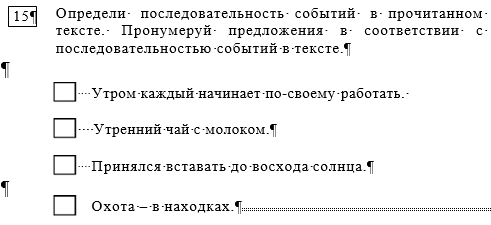 15¶ Определи последовательность событий в прочитанном
тексте. Пронумеруй предложения в соответствии с
последовательностью событий в тексте.¶
¶
Утром каждый начинает по-своему работать.
Утренний чай с молоком.¶
Принялся вставать до восхода солнца.¶
¶
Охота – в находках.¶